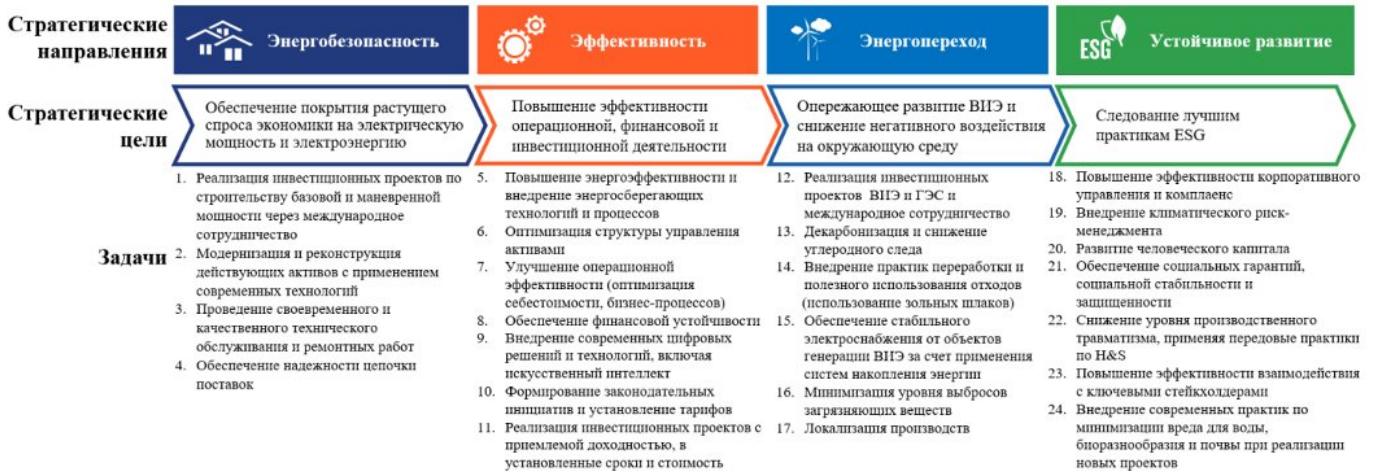 Стратегические
направления
Энергобезопасность
Эффективность
Энергопереход
ESG
Устойчивое развитие
Стратегические
цели
Обеспечение покрытия растущего
спроса экономики на электрическую
мощность и электроэнергию
Повышение эффективности
операционной, финансовой и
инвестиционной деятельности
Опережающее развитие ВИЭ и
снижение негативного воздействия
на окружающую среду
Следование лучшим
практикам ESG
Задачи
1. Реализация инвестиционных проектов по
строительству базовой и маневренной
мощности через международное
сотрудничество
2. Модернизация и реконструкция
действующих активов с применением
современных технологий
3. Проведение своевременного и
качественного технического
обслуживания и ремонтных работ
4. Обеспечение надежности цепочки
поставок
5. Повышение энергоэффективности и
внедрение энергосберегающих
технологий и процессов
6. Оптимизация структуры управления
активами
7. Улучшение операционной
эффективности (оптимизация
себестоимости, бизнес-процессов)
8. Обеспечение финансовой устойчивости
9. Внедрение современных цифровых
решений и технологий, включая
искусственный интеллект
10. Формирование законодательных
инициатив и установление тарифов
11. Реализация инвестиционных проектов с
приемлемой доходностью, в
установленные сроки и стоимость
12. Реализация инвестиционных
проектов ВИЭ и ГЭС и
международное сотрудничество
13. Декарбонизация и снижение
углеродного следа
14. Внедрение практик переработки и
полезного использования отходов
(использование зольных шлаков)
15. Обеспечение стабильного
электроснабжения от объектов
генерации ВИЭ за счет применения
систем накопления энергии
16. Минимизация уровня выбросов
загрязняющих веществ
17. Локализация производств
18. Повышение эффективности корпоративного
управления и комплаенс
19. Внедрение климатического риск-
менеджмента
20. Развитие человеческого капитала
21. Обеспечение социальных гарантий,
социальной стабильности и
защищенности
22. Снижение уровня производственного
травматизма, применяя передовые практики
по H&S
23. Повышение эффективности взаимодействия
с ключевыми стейкхолдерами
24. Внедрение современных практик по
минимизации вреда для воды,
биоразнообразия и почвы при реализации
новых проектов